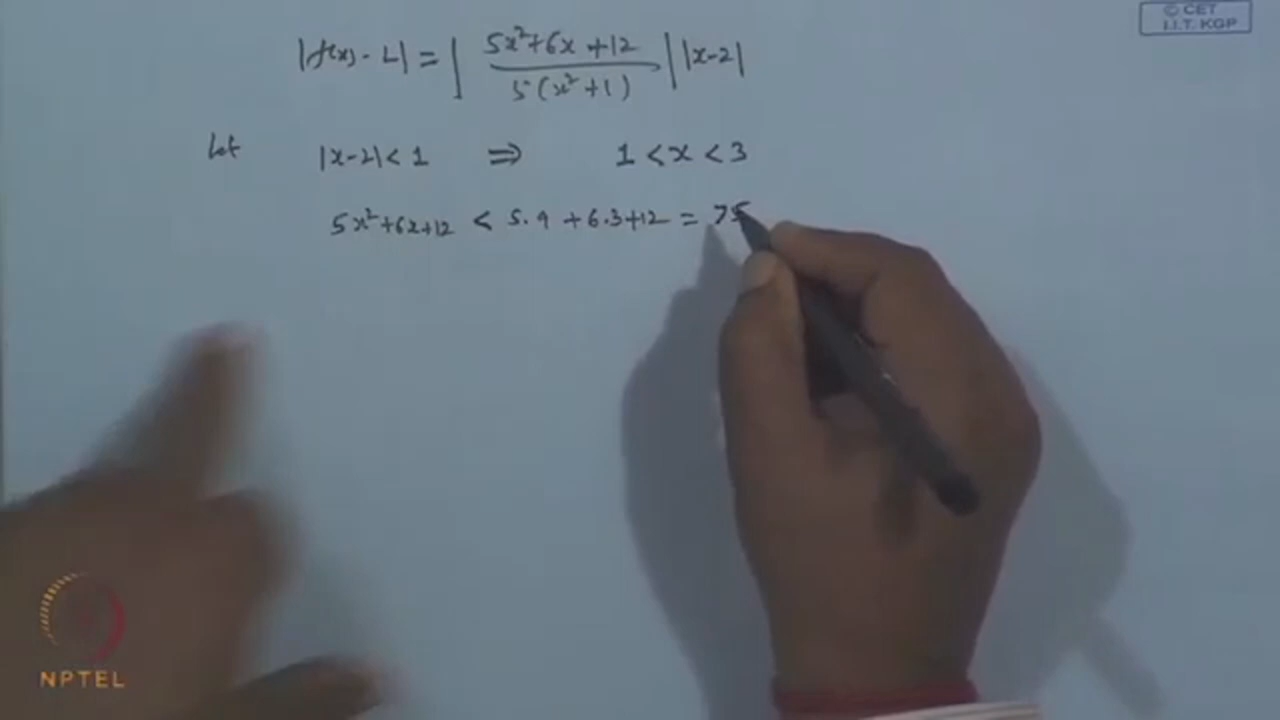 © CET
I.I.T. KGP
|f(x) - L| = | 5x²+6x+12 / 5(x²+1) | |x-2|
Let |x-2| < 1 ⇒ 1 < x < 3
5x²+6x+12 < 5.9 + 6.3+12 = 75
NPTEL